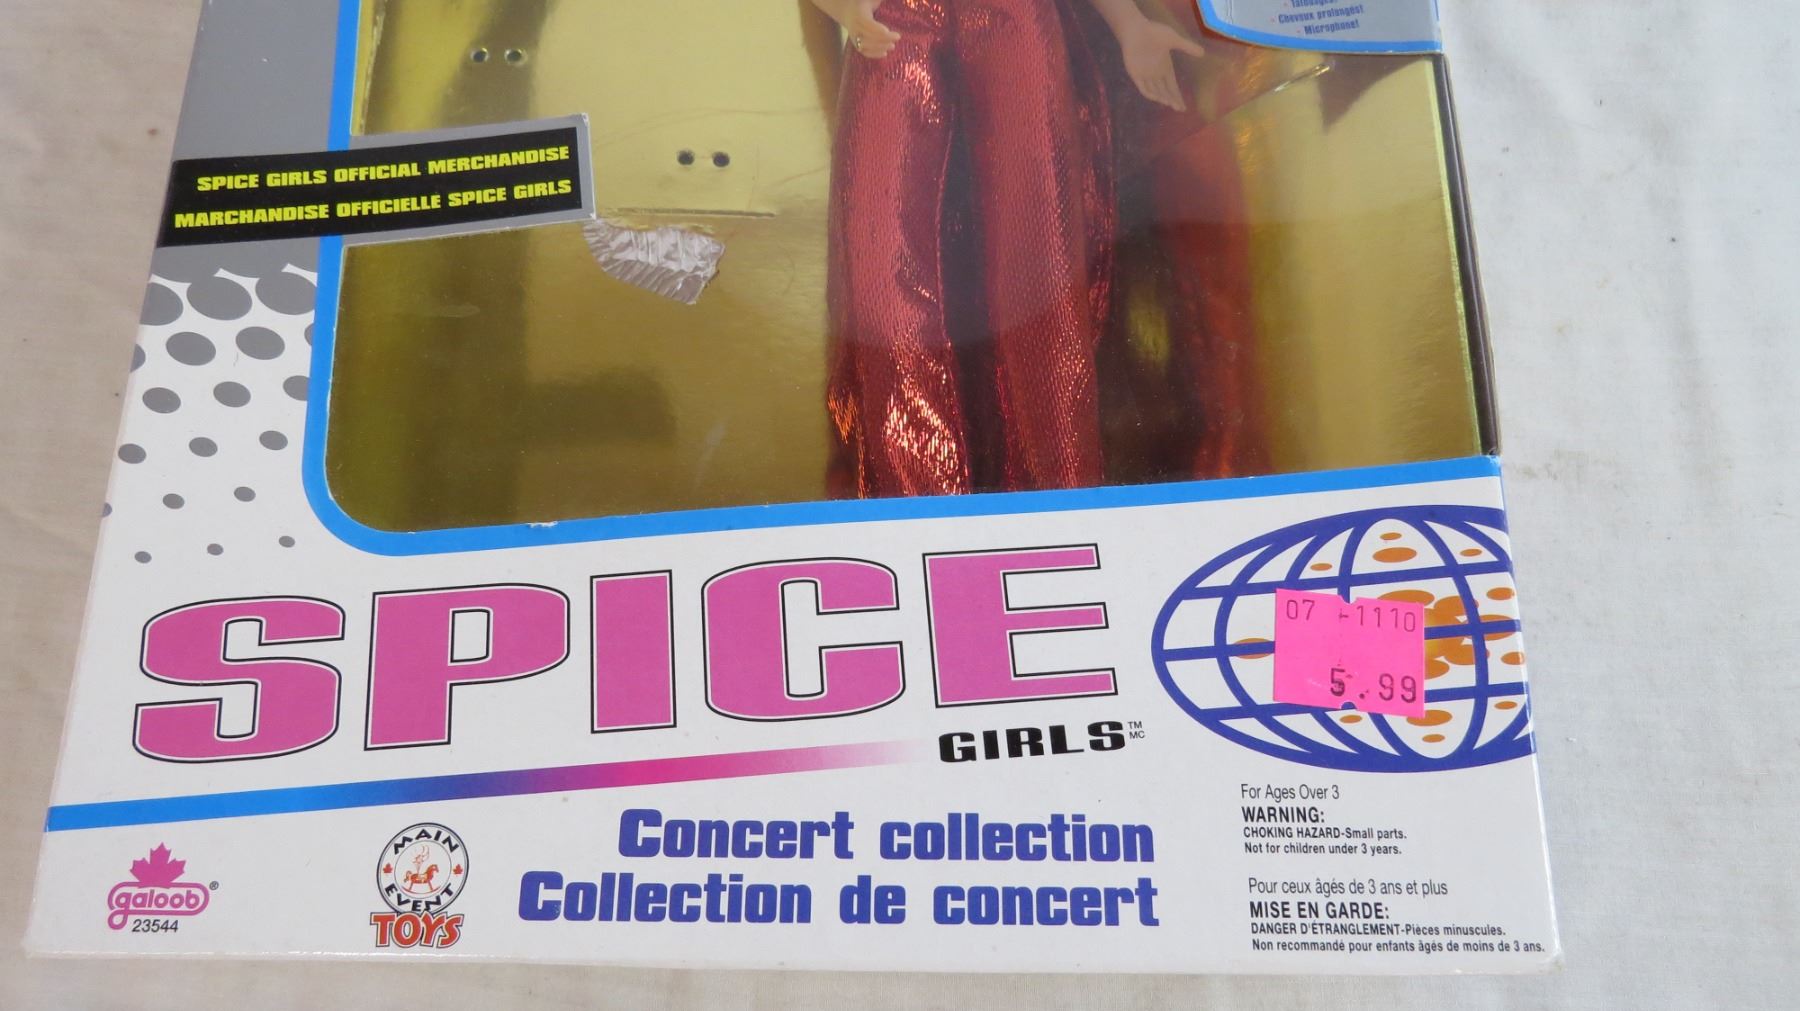 Tatouages!
- Cheveux prolongés!
- Microphone!
SPICE GIRLS OFFICIAL MERCHANDISE
MARCHANDISE OFFICIELLE SPICE GIRLS
07 -1110
5.99
SPICE
GIRLS™ MC
Concert collection
Collection de concert
galoob®
23544
MAIN EVENT
TOYS
For Ages Over 3
WARNING:
CHOKING HAZARD-Small parts.
Not for children under 3 years.
Pour ceux âgés de 3 ans et plus
MISE EN GARDE:
DANGER D'ÉTRANGLEMENT-Pièces minuscules.
Non recommandé pour enfants âgés de moins de 3 ans.